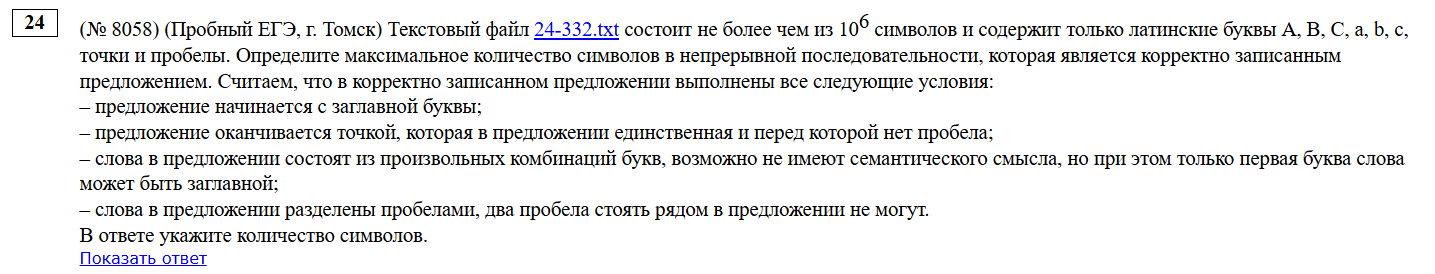 24
(№ 8058) (Пробный ЕГЭ, г. Томск) Текстовый файл 24-332.txt состоит не более чем из 10⁶ символов и содержит только латинские буквы A, B, C, a, b, c,
точки и пробелы. Определите максимальное количество символов в непрерывной последовательности, которая является корректно записанным
предложением. Считаем, что в корректно записанном предложении выполнены все следующие условия:
– предложение начинается с заглавной буквы;
– предложение оканчивается точкой, которая в предложении единственная и перед которой нет пробела;
– слова в предложении состоят из произвольных комбинаций букв, возможно не имеют семантического смысла, но при этом только первая буква слова
может быть заглавной;
– слова в предложении разделены пробелами, два пробела стоять рядом в предложении не могут.
В ответе укажите количество символов.
Показать ответ